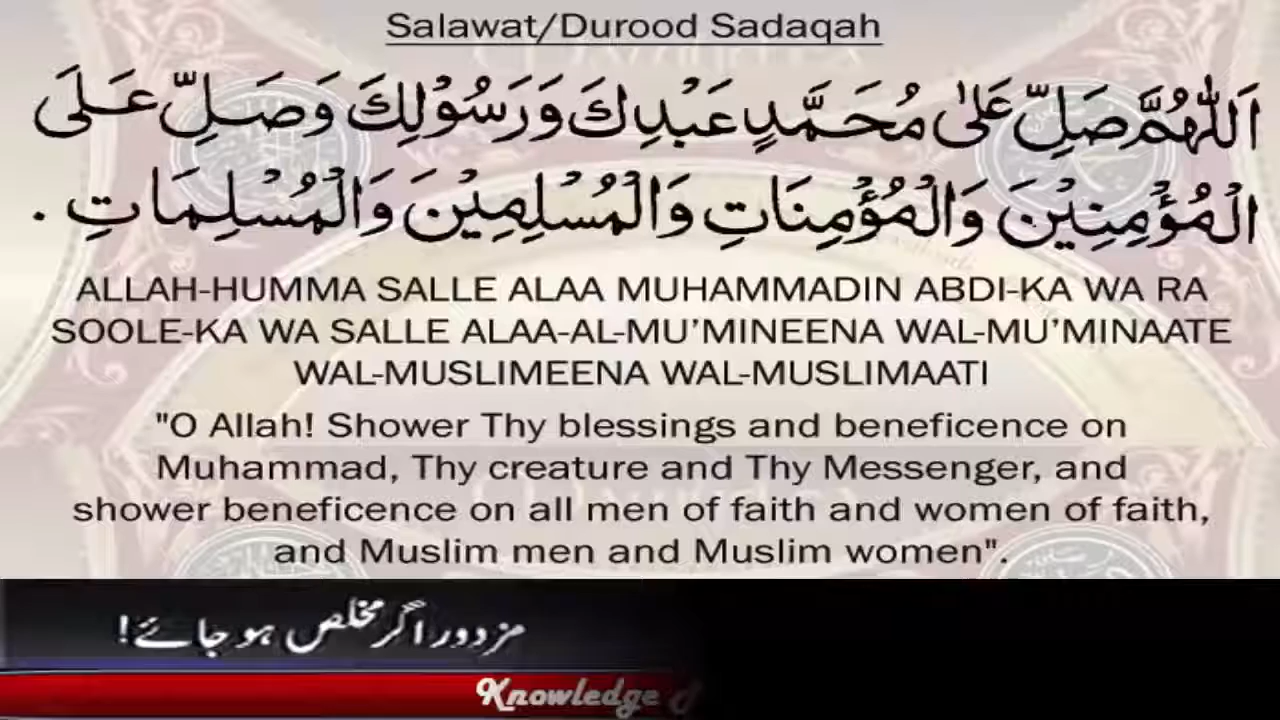 Salawat/Durood Sadaqah
اَللّٰهُمَّ صَلِّ عَلٰى مُحَمَّدٍ عَبْدِكَ وَرَسُوْلِكَ وَصَلِّ عَلَى
الْمُؤْمِنِيْنَ وَالْمُؤْمِنَاتِ وَالْمُسْلِمِيْنَ وَالْمُسْلِمَاتِ .
ALLAH-HUMMA SALLE ALAA MUHAMMADIN ABDI-KA WA RA
SOOLE-KA WA SALLE ALAA-AL-MU’MINEENA WAL-MU’MINAATE
WAL-MUSLIMEENA WAL-MUSLIMAATI
"O Allah! Shower Thy blessings and beneficence on
Muhammad, Thy creature and Thy Messenger, and
shower beneficence on all men of faith and women of faith,
and Muslim men and Muslim women".
مزدور اگر مخلص ہو جائے!
Knowledge